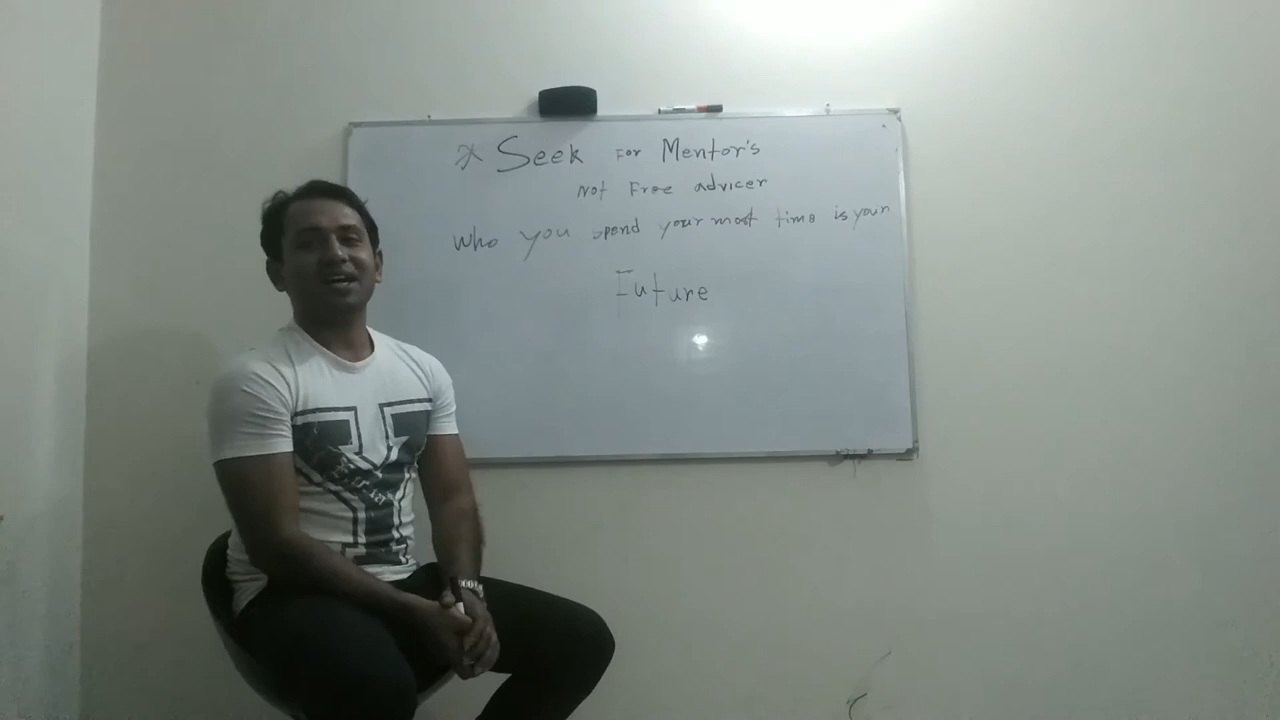 * Seek For Mentor's
Not Free advicer
Who you spend your most time is your
Future
Y